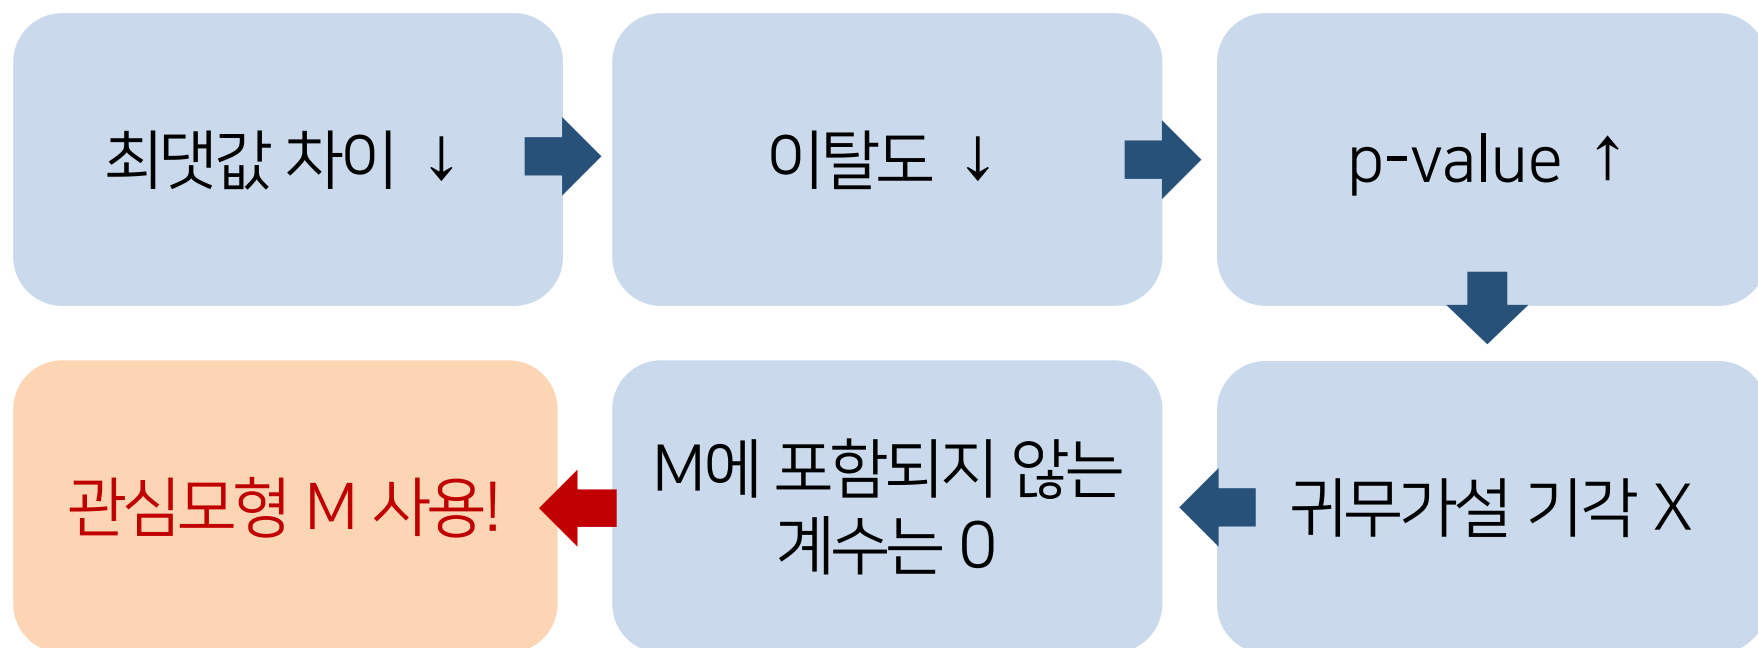 최댓값 차이 ↓
이탈도 ↓
p-value ↑
귀무가설 기각 X
M에 포함되지 않는
계수는 0
관심모형 M 사용!